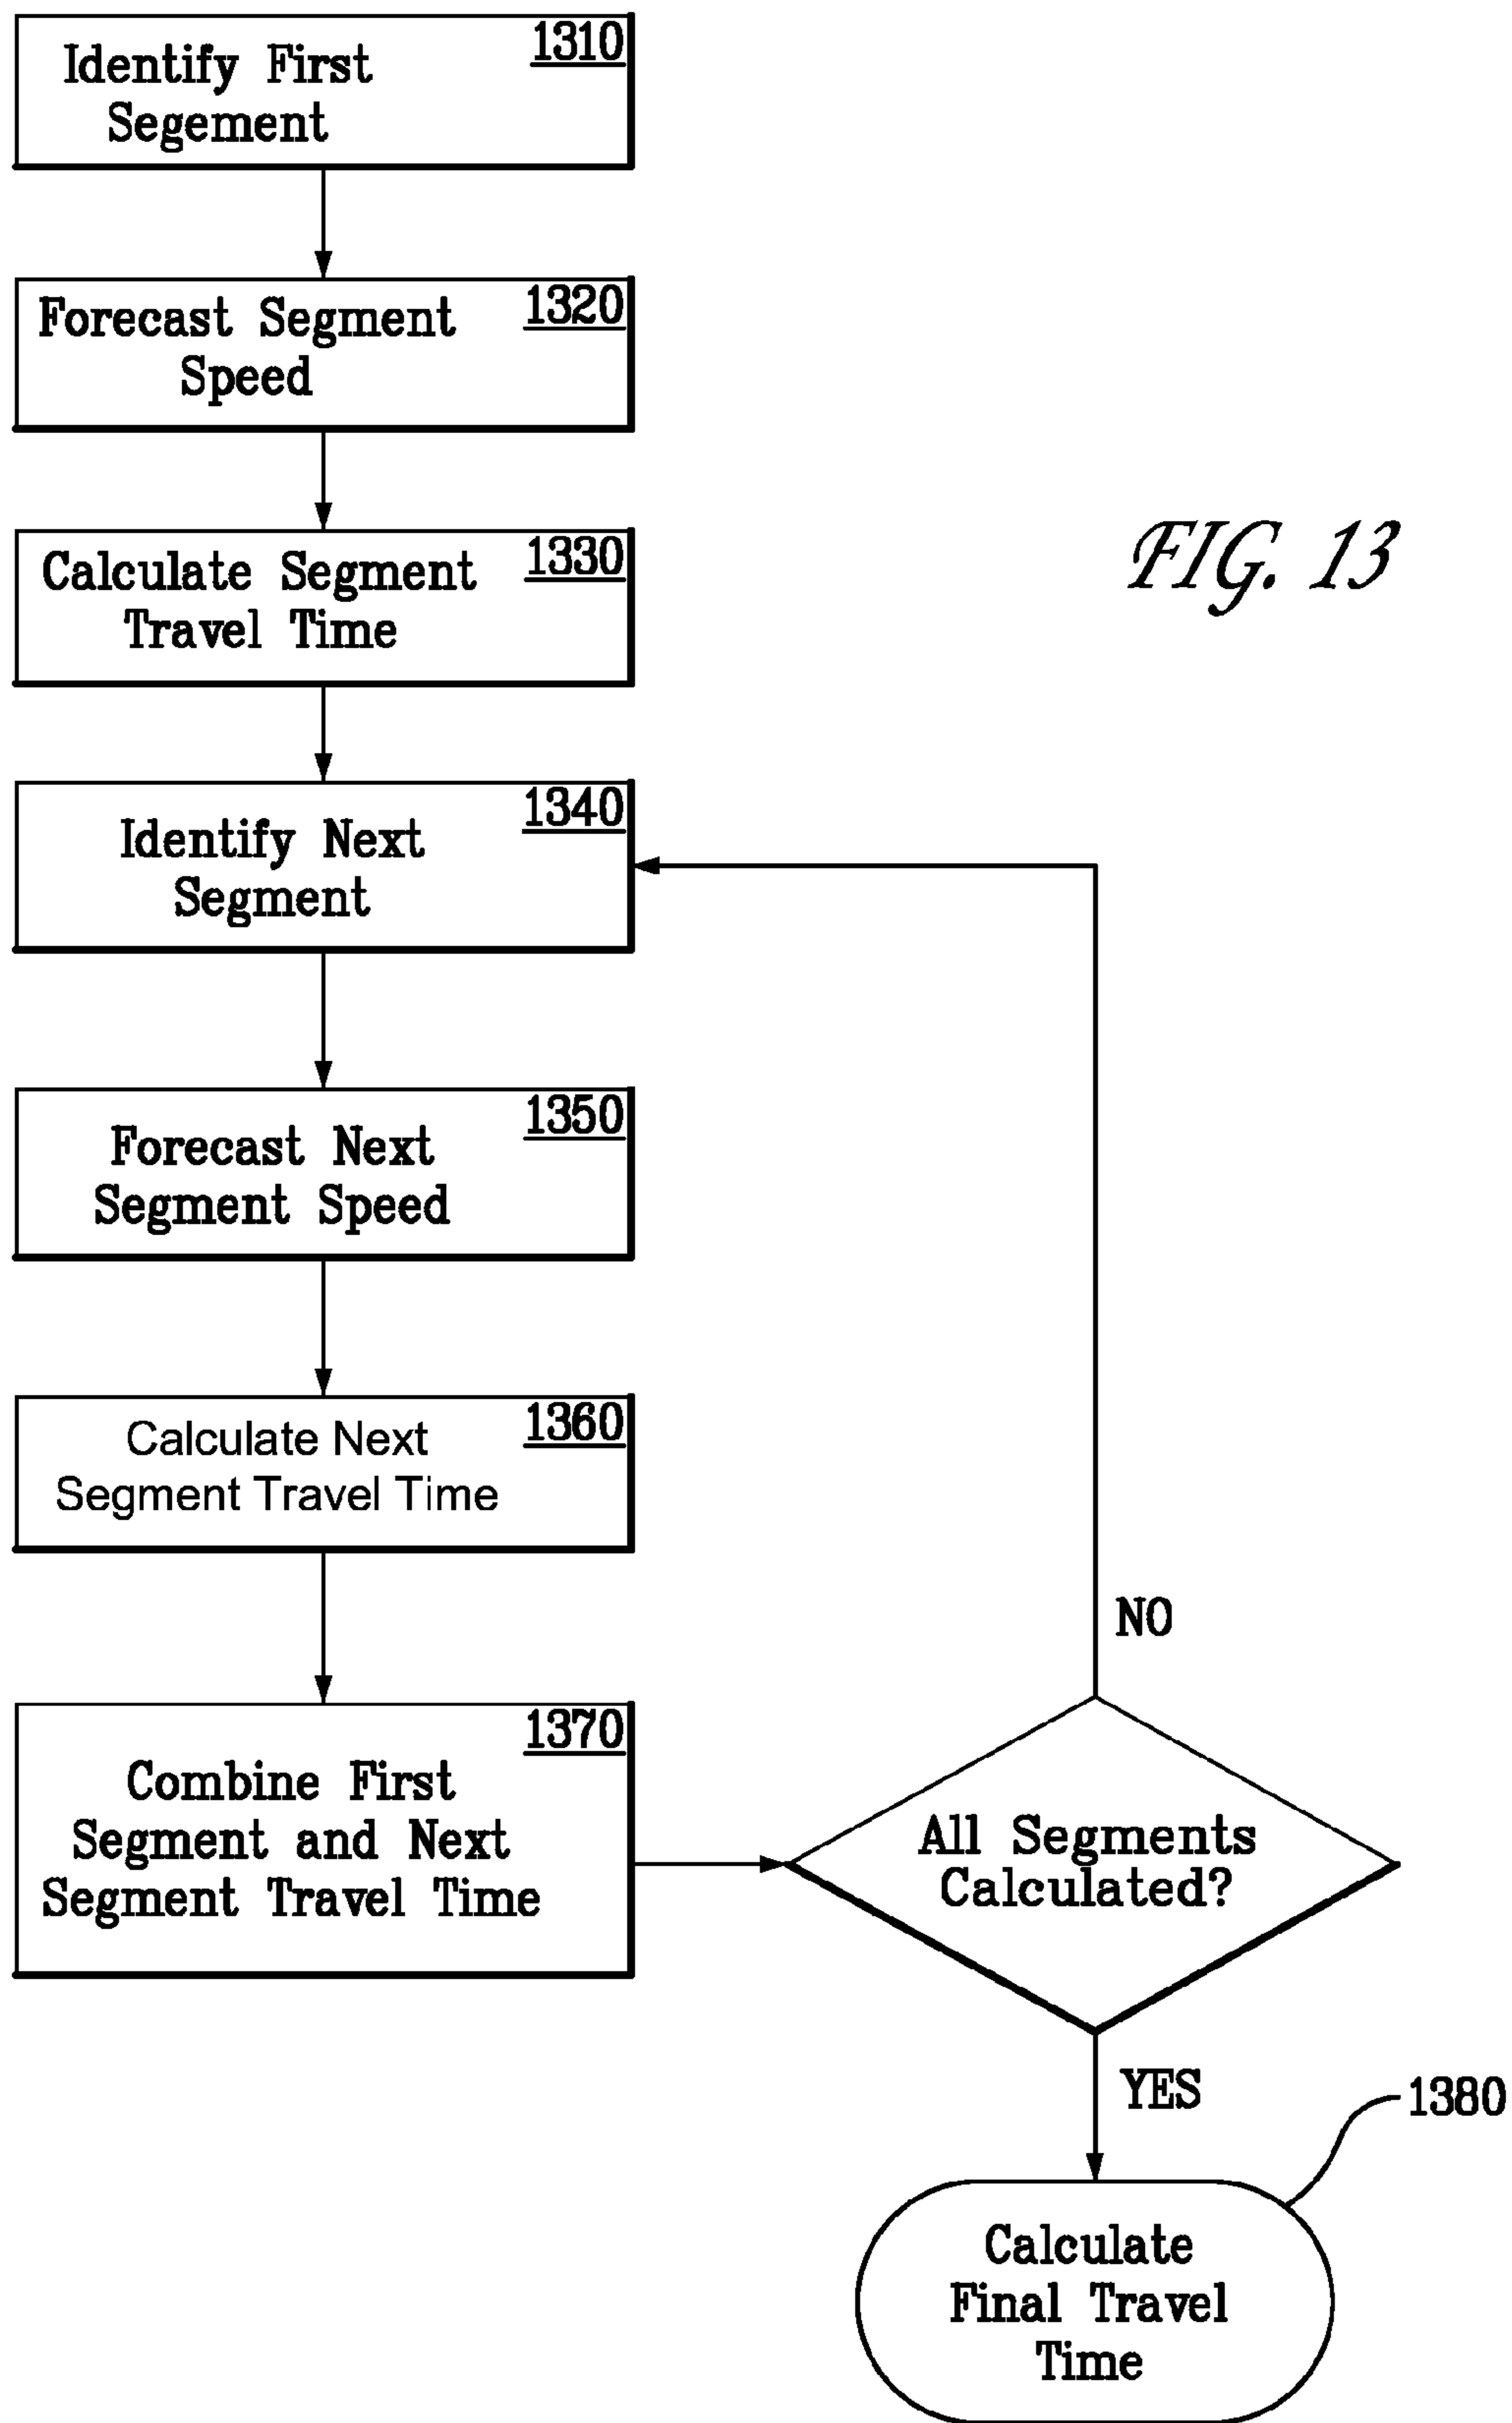 1310
Identify First
Segement
1320
Forecast Segment
Speed
1330
Calculate Segment
Travel Time
FIG. 13
1340
Identify Next
Segment
1350
Forecast Next
Segment Speed
1360
Calculate Next
Segment Travel Time
NO
1370
Combine First
Segment and Next
Segment Travel Time
All Segments
Calculated?
YES
1380
Calculate
Final Travel
Time